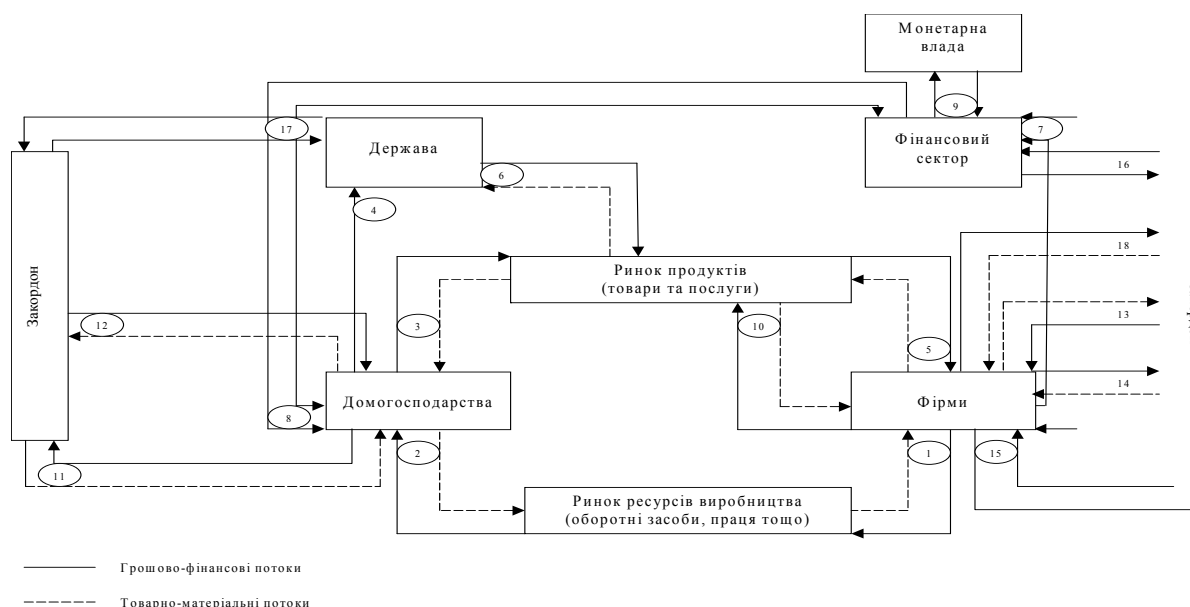 Монетарна
влада
9
17
7
Держава
Фінансовий
сектор
6
16
4
18
Ринок продуктів
(товари та послуги)
Закордон
12
3
10
13
5
14
Домогосподарства
Фірми
8
2
1
15
11
Ринок ресурсів виробництва
(оборотні засоби, праця тощо)
Грошово-фінансові потоки
Товарно-матеріальні потоки